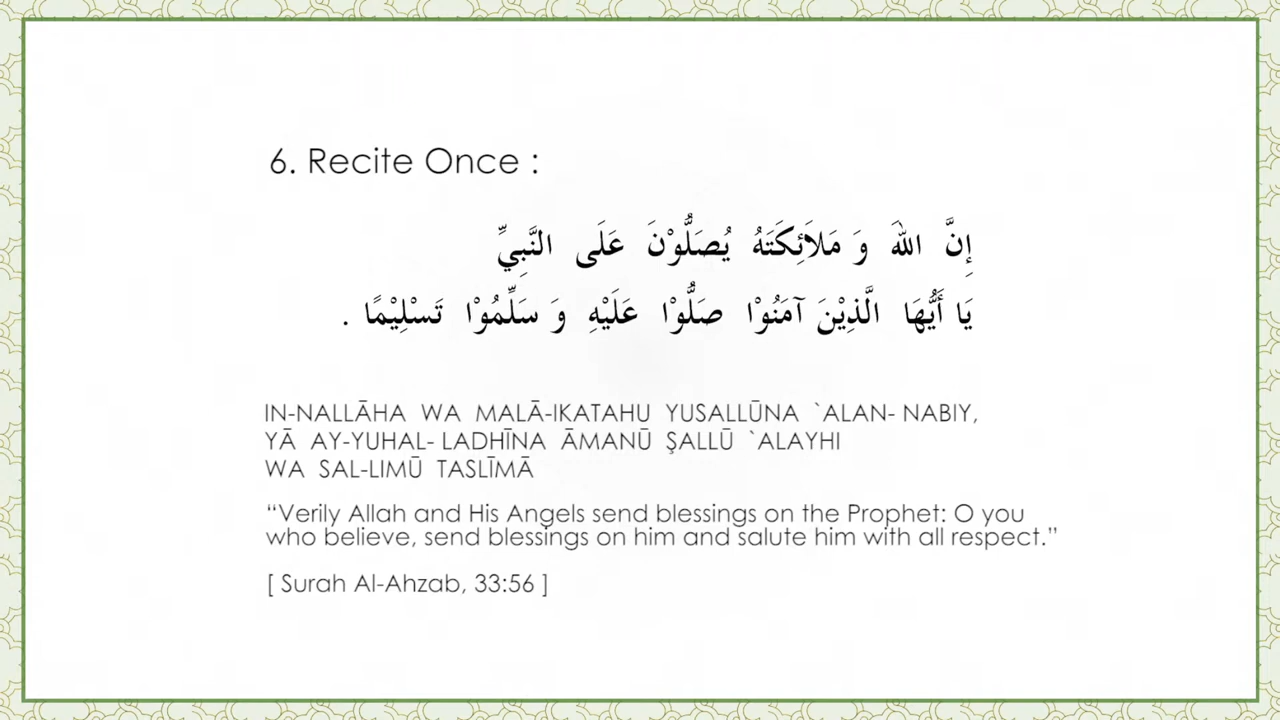 6. Recite Once :
إِنَّ اللهَ وَ مَلاَئِكَتَهُ يُصَلُّوْنَ عَلَى النَّبِيِّ
يَا أَيُّهَا الَّذِيْنَ آمَنُوْا صَلُّوْا عَلَيْهِ وَ سَلِّمُوْا تَسْلِيْمًا .
IN-NALLĀHA WA MALĀ-IKATAHU YUSALLŪNA `ALAN- NABIY,
YĀ AY-YUHAL- LADHĪNA ĀMANŪ ŞALLŪ `ALAYHI
WA SAL-LIMŪ TASLĪMĀ
“Verily Allah and His Angels send blessings on the Prophet: O you
who believe, send blessings on him and salute him with all respect.”
[ Surah Al-Ahzab, 33:56 ]